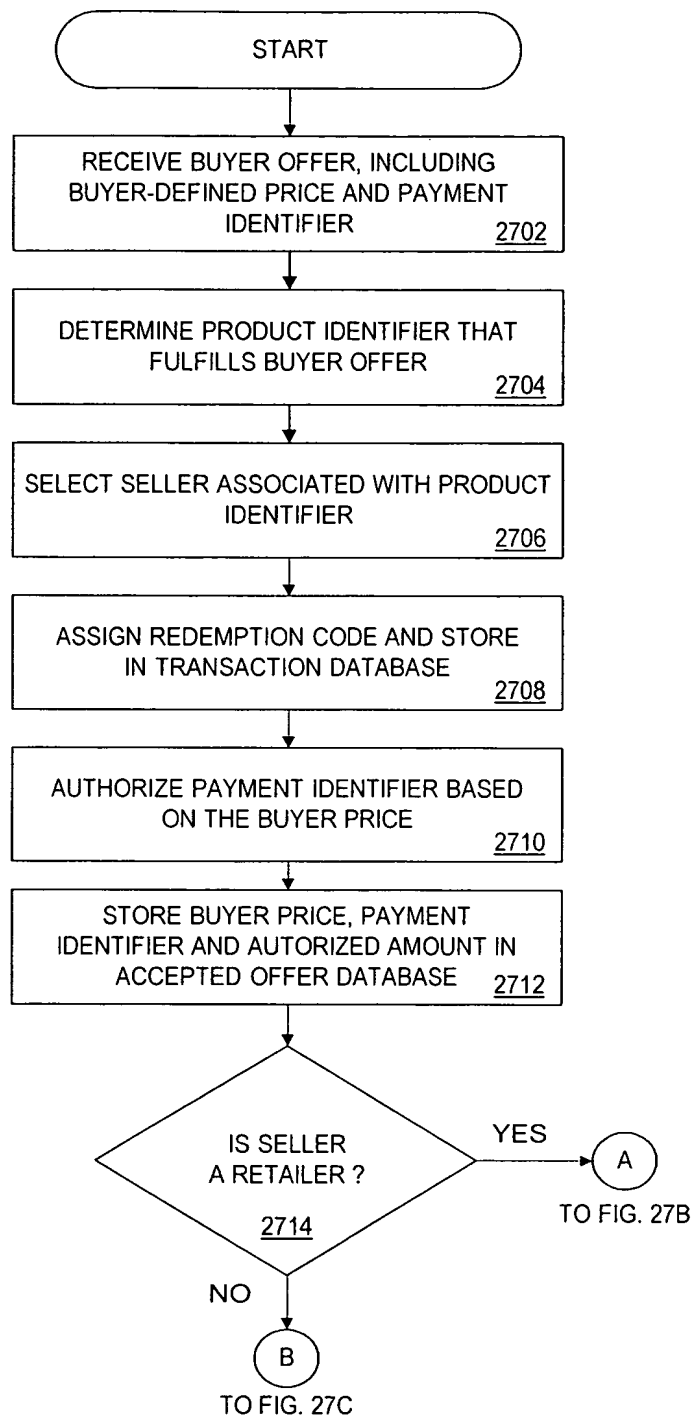 START
RECEIVE BUYER OFFER, INCLUDING
BUYER-DEFINED PRICE AND PAYMENT
IDENTIFIER
2702
DETERMINE PRODUCT IDENTIFIER THAT
FULFILLS BUYER OFFER
2704
SELECT SELLER ASSOCIATED WITH PRODUCT
IDENTIFIER
2706
ASSIGN REDEMPTION CODE AND STORE
IN TRANSACTION DATABASE
2708
AUTHORIZE PAYMENT IDENTIFIER BASED
ON THE BUYER PRICE
2710
STORE BUYER PRICE, PAYMENT
IDENTIFIER AND AUTORIZED AMOUNT IN
ACCEPTED OFFER DATABASE
2712
IS SELLER
A RETAILER ?
2714
YES
A
TO FIG. 27B
NO
B
TO FIG. 27C